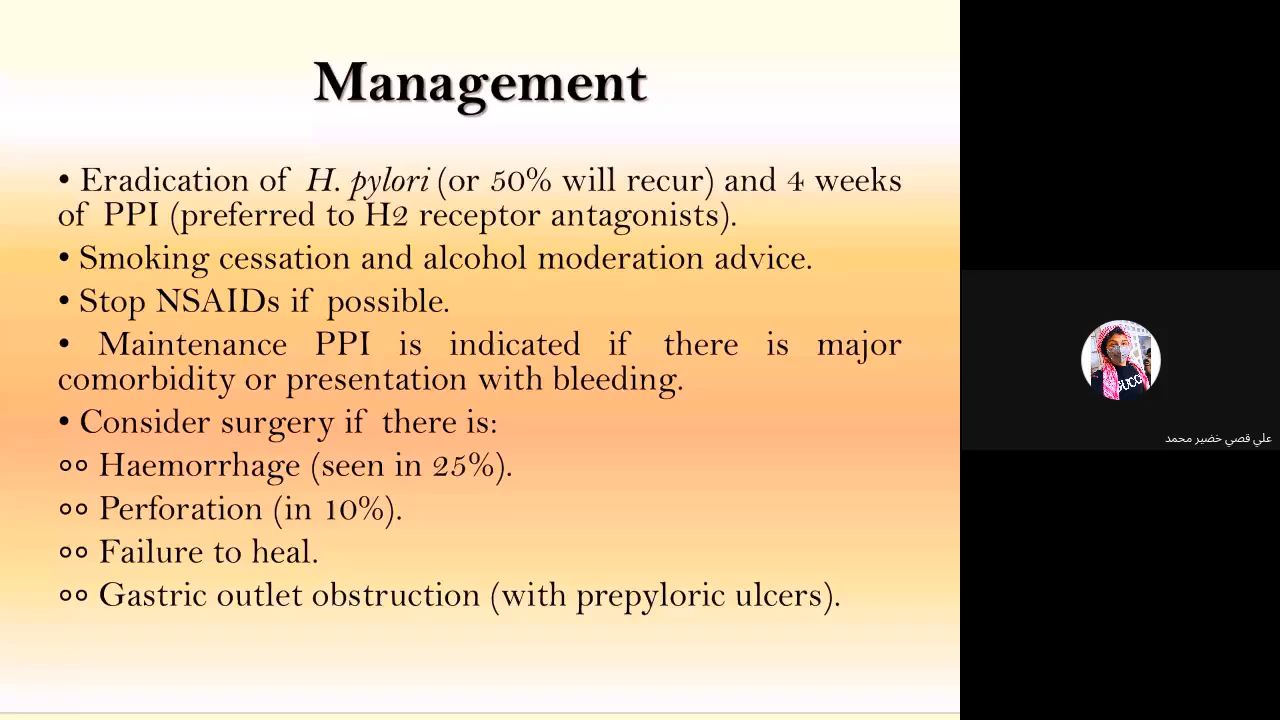 Management
• Eradication of H. pylori (or 50% will recur) and 4 weeks
of PPI (preferred to H2 receptor antagonists).
• Smoking cessation and alcohol moderation advice.
• Stop NSAIDs if possible.
• Maintenance PPI is indicated if there is major
comorbidity or presentation with bleeding.
• Consider surgery if there is:
°° Haemorrhage (seen in 25%).
°° Perforation (in 10%).
°° Failure to heal.
°° Gastric outlet obstruction (with prepyloric ulcers).
GUCCI
علي قصي خضير محمد